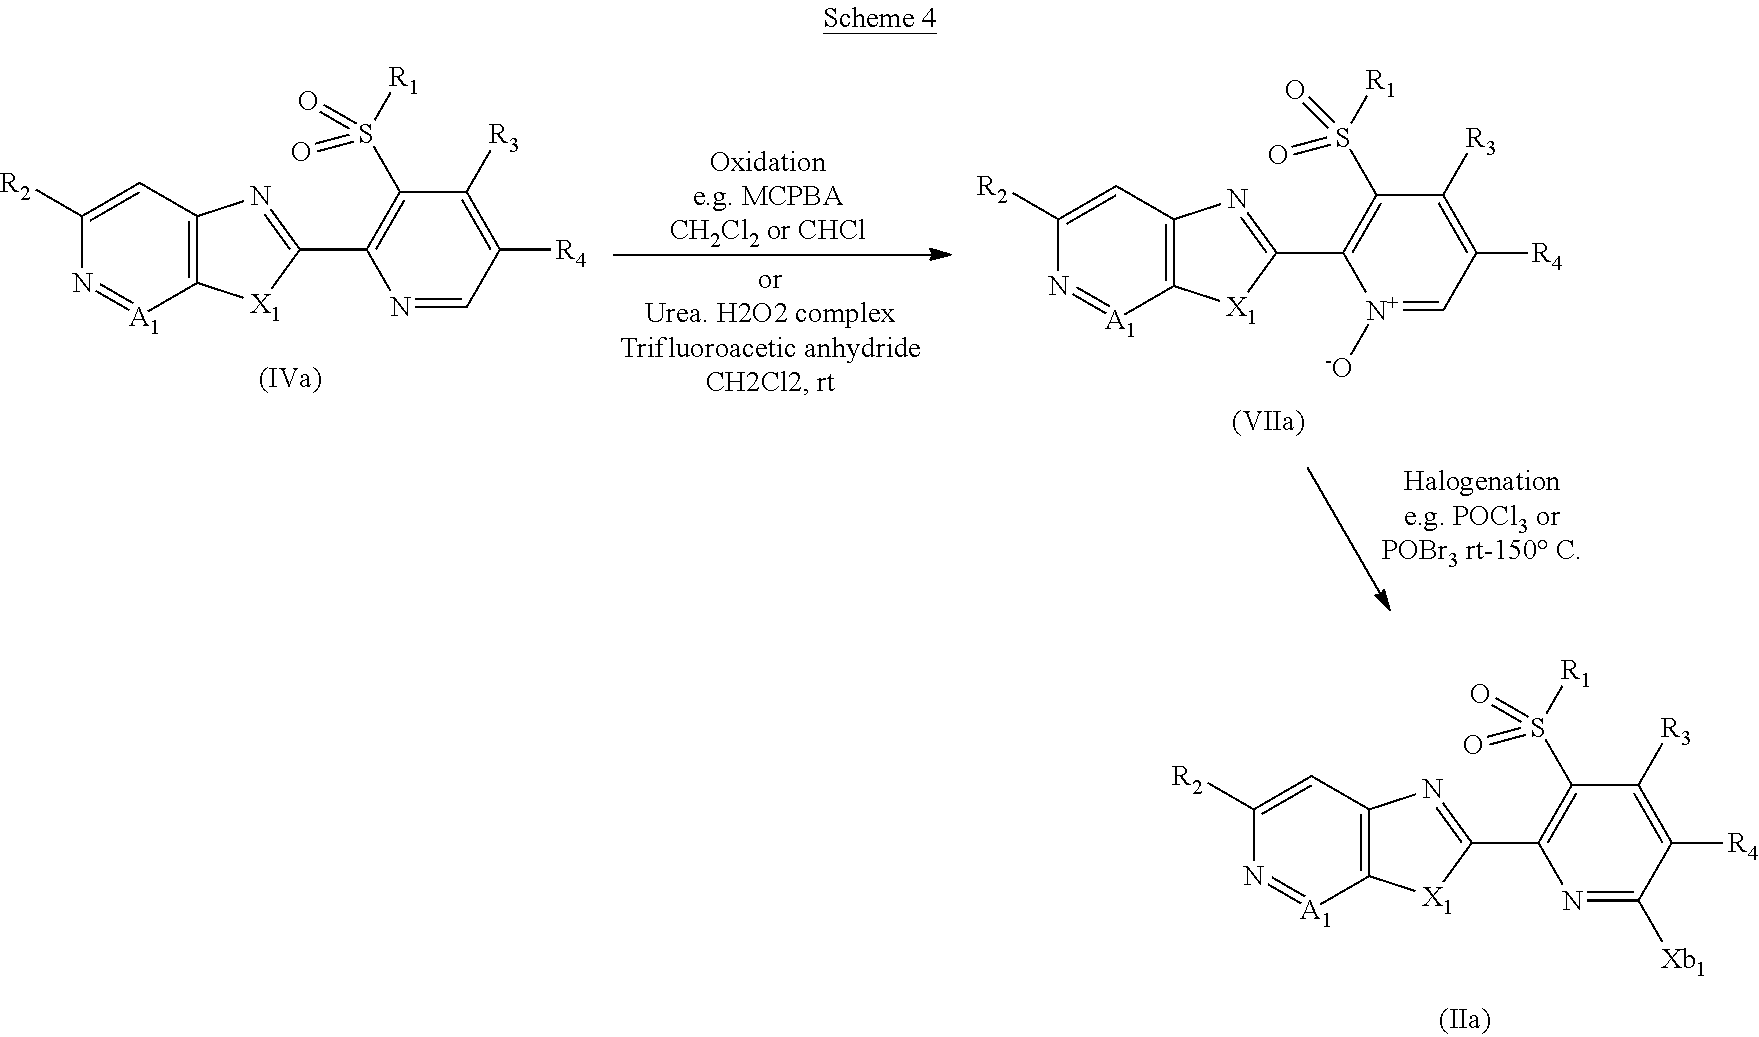 Scheme 4
R1
O
S
O
R3
R2
N
R4
N
A1
X1
N
(IVa)
Oxidation
e.g. MCPBA
CH2Cl2 or CHCl
or
Urea. H2O2 complex
Trifluoroacetic anhydride
CH2Cl2, rt
R1
O
S
O
R3
R2
N
R4
N
A1
X1
N+
-O
(VIIa)
Halogenation
e.g. POCl3 or
POBr3 rt-150° C.
R1
O
S
O
R3
R2
N
R4
N
A1
X1
N
Xb1
(IIa)